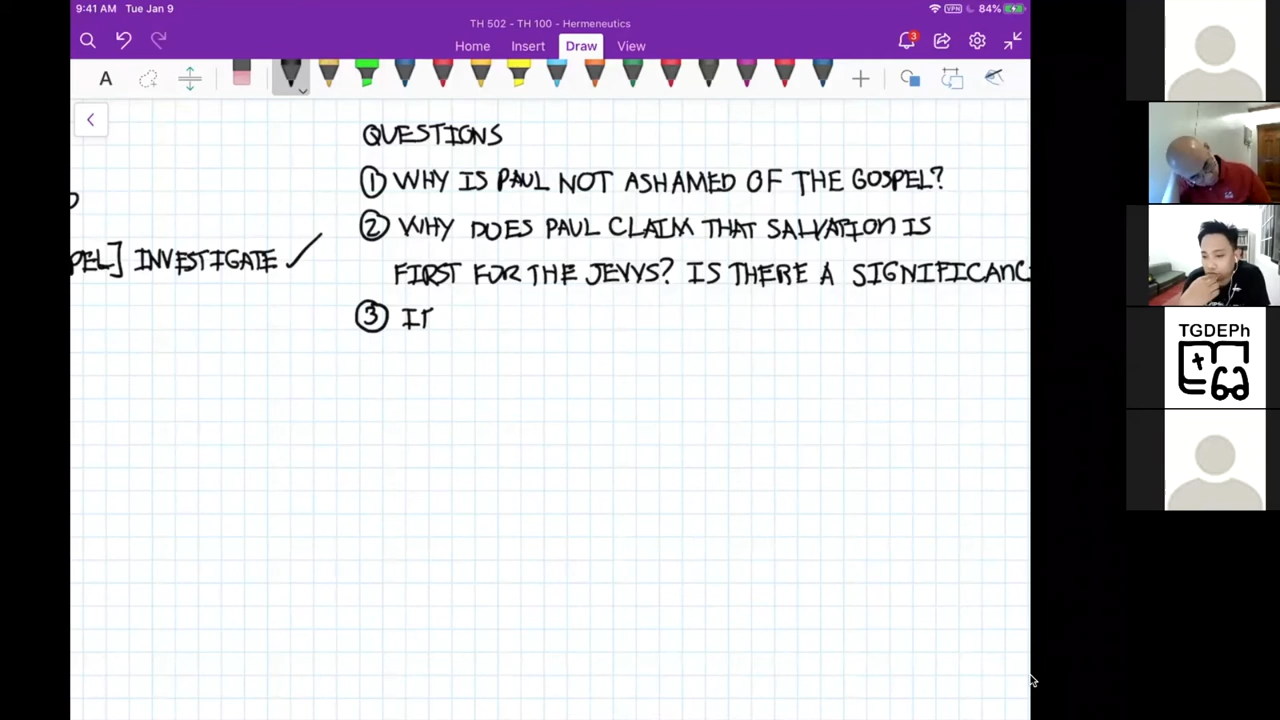 9:41 AM Tue Jan 9
VPN 84%
TH 502 - TH 100 - Hermeneutics
Home Insert Draw View
3
A
QUESTIONS
① WHY IS PAUL NOT ASHAMED OF THE GOSPEL?
② WHY DOES PAUL CLAIM THAT SALVATION IS
PEL] INVESTIGATE ✓
FIRST FOR THE JEWS? IS THERE A SIGNIFICANC
③
TGDEPh